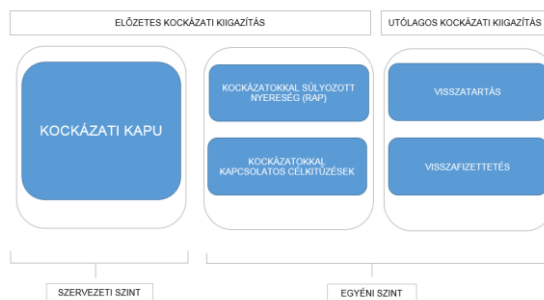 ELŐZETES KOCKÁZATI KIIGAZÍTÁS
UTÓLAGOS KOCKÁZATI KIIGAZÍTÁS
KOCKÁZATI KAPU
KOCKÁZATOKKAL SÚLYOZOTT
NYERESÉG (RAP)
KOCKÁZATOKKAL
KAPCSOLATOS CÉLKITŰZÉSEK
VISSZATARTÁS
VISSZAFIZETTETÉS
SZERVEZETI SZINT
EGYÉNI SZINT